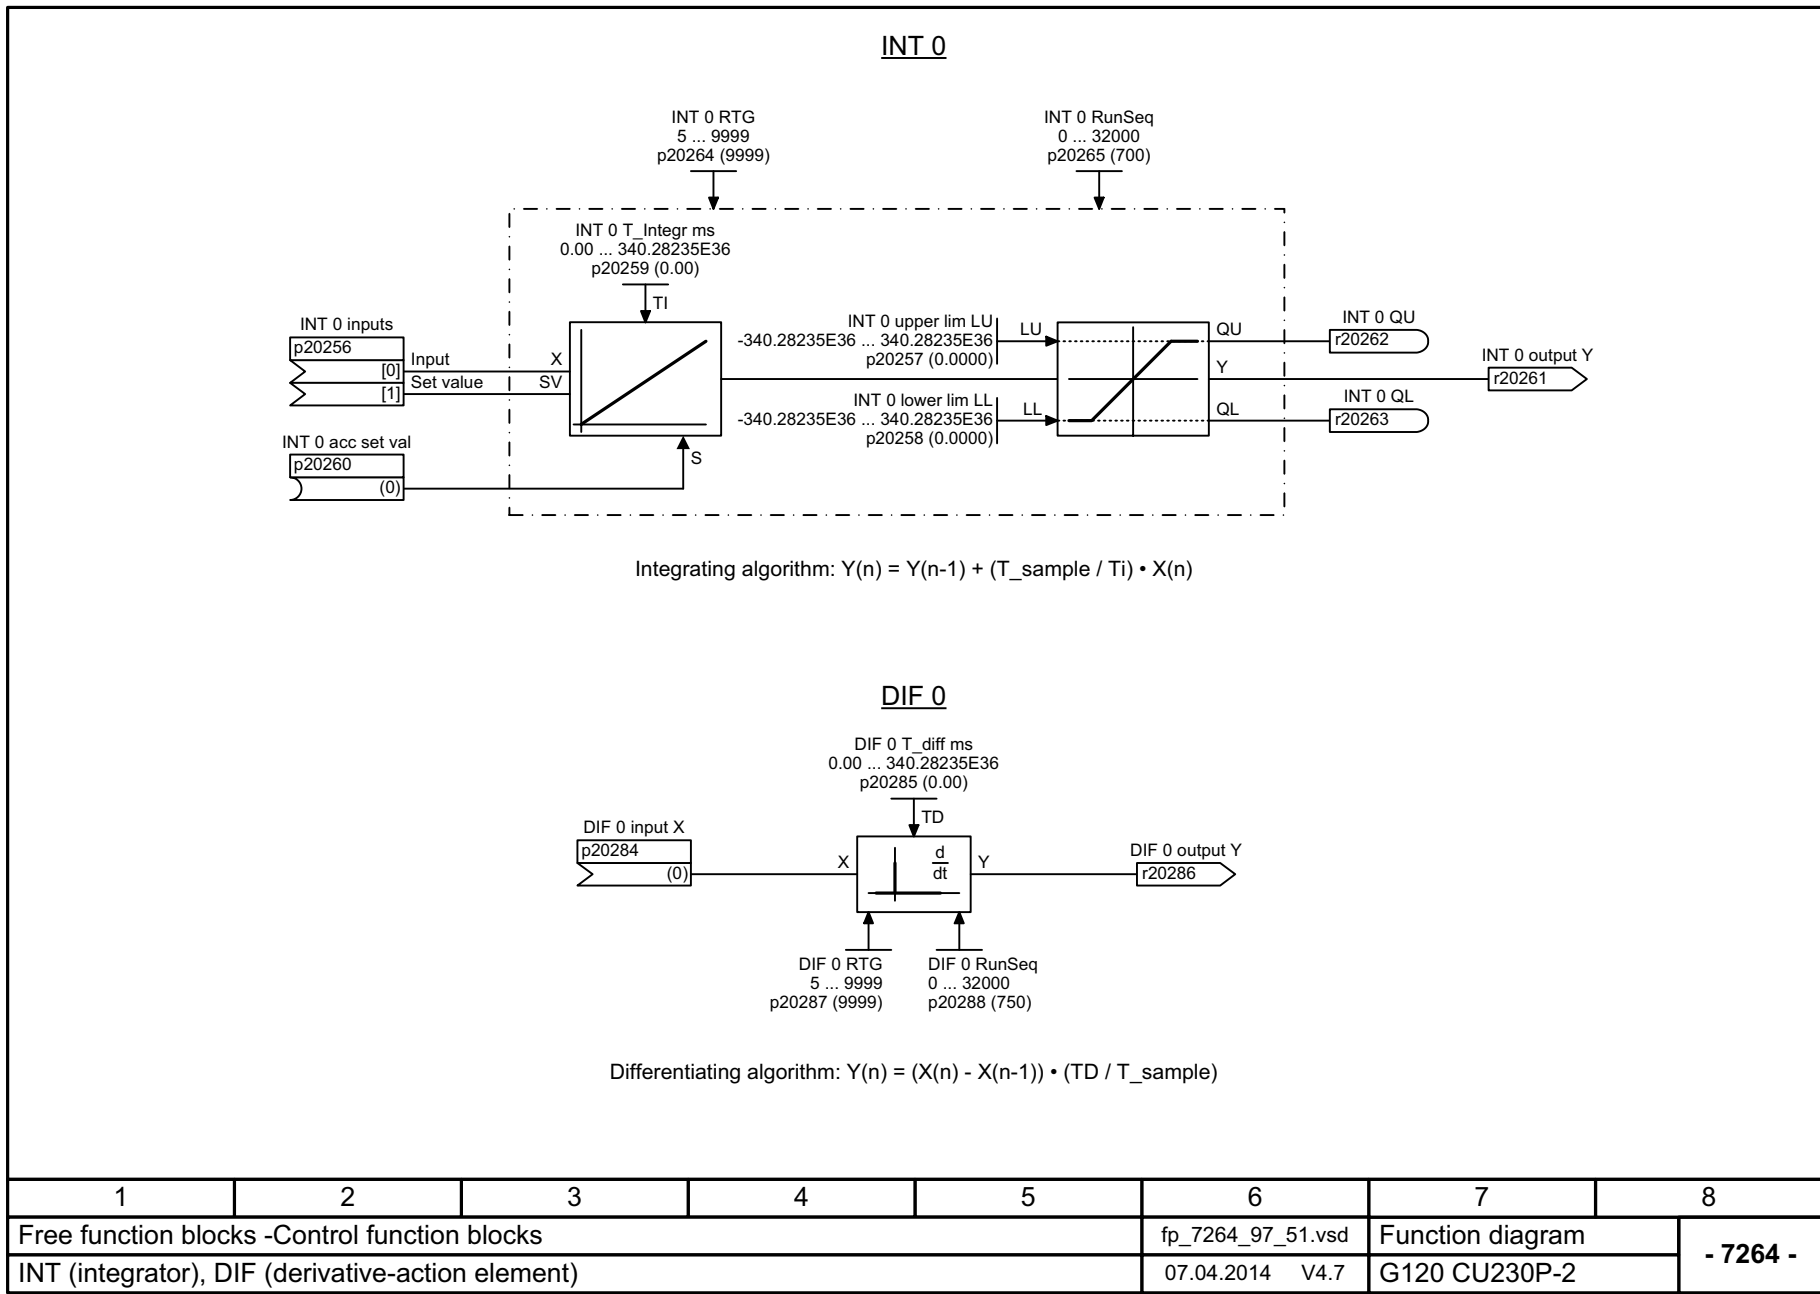 INT 0
INT 0 RTG
5 ... 9999
p20264 (9999)
INT 0 RunSeq
0 ... 32000
p20265 (700)
INT 0 T_Integr ms
0.00 ... 340.28235E36
p20259 (0.00)
TI
INT 0 inputs
p20256
[0]
[1]
Input
Set value
X
SV
INT 0 acc set val
p20260
(0)
S
INT 0 upper lim LU
-340.28235E36 ... 340.28235E36
p20257 (0.0000)
LU
INT 0 lower lim LL
-340.28235E36 ... 340.28235E36
p20258 (0.0000)
LL
QU
Y
QL
INT 0 QU
r20262
INT 0 output Y
r20261
INT 0 QL
r20263
Integrating algorithm: Y(n) = Y(n-1) + (T_sample / Ti) • X(n)
DIF 0
DIF 0 T_diff ms
0.00 ... 340.28235E36
p20285 (0.00)
TD
DIF 0 input X
p20284
(0)
X
d
dt
Y
DIF 0 output Y
r20286
DIF 0 RTG
5 ... 9999
p20287 (9999)
DIF 0 RunSeq
0 ... 32000
p20288 (750)
Differentiating algorithm: Y(n) = (X(n) - X(n-1)) • (TD / T_sample)
1 2 3 4 5 6 7 8
Free function blocks -Control function blocks
fp_7264_97_51.vsd
Function diagram
- 7264 -
INT (integrator), DIF (derivative-action element)
07.04.2014 V4.7
G120 CU230P-2